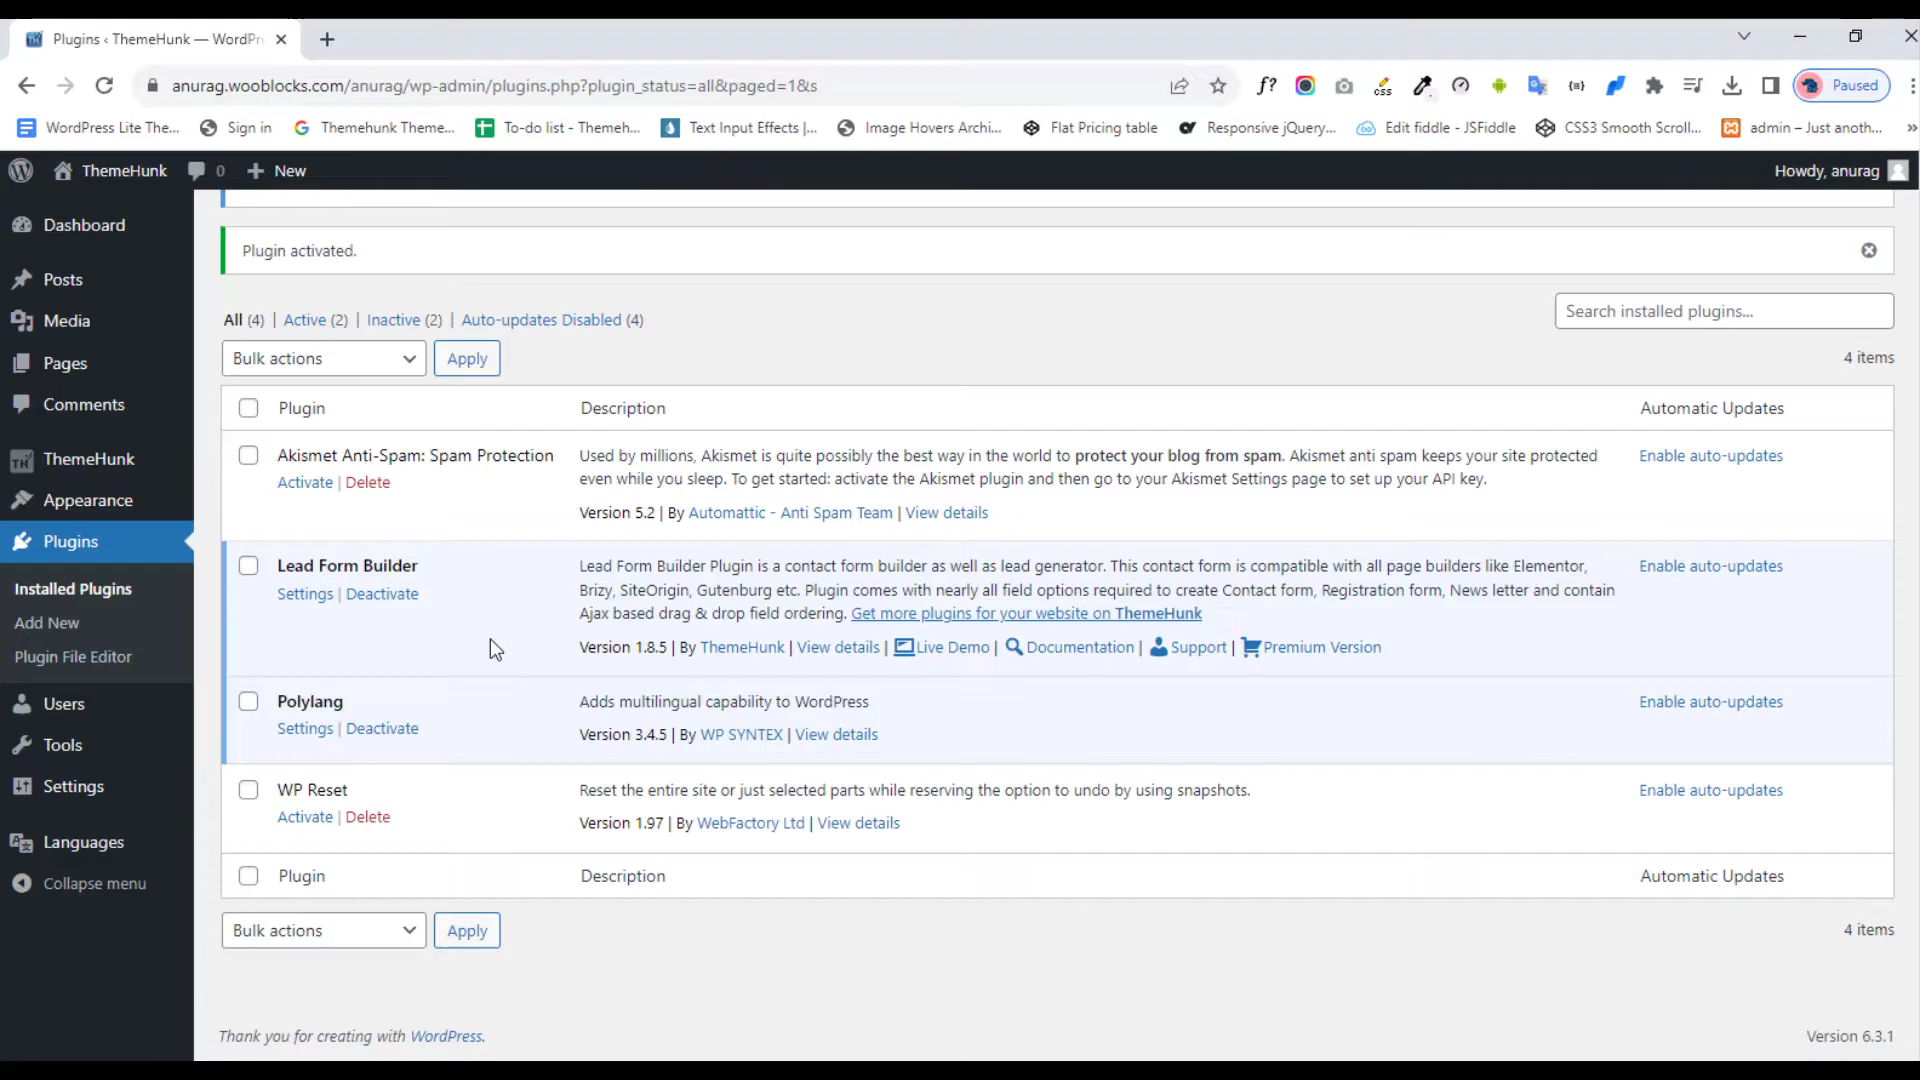 Plugins ‹ ThemeHunk — WordPr
anurag.wooblocks.com/anurag/wp-admin/plugins.php?plugin_status=all&paged=1&s
f?
css
Paused
WordPress Lite The...
Sign in
Themehunk Theme...
To-do list - Themeh...
Text Input Effects |...
Image Hovers Archi...
Flat Pricing table
Responsive jQuery...
Edit fiddle - JSFiddle
CSS3 Smooth Scroll...
admin – Just anoth...
»
ThemeHunk
0
New
Howdy, anurag
Dashboard
Posts
Media
Pages
Comments
ThemeHunk
Appearance
Plugins
Installed Plugins
Add New
Plugin File Editor
Users
Tools
Settings
Languages
Collapse menu
Plugin activated.
All (4) | Active (2) | Inactive (2) | Auto-updates Disabled (4)
Search installed plugins...
Bulk actions
Apply
4 items
Plugin
Description
Automatic Updates
Akismet Anti-Spam: Spam Protection
Activate | Delete
Used by millions, Akismet is quite possibly the best way in the world to protect your blog from spam. Akismet anti spam keeps your site protected
even while you sleep. To get started: activate the Akismet plugin and then go to your Akismet Settings page to set up your API key.
Version 5.2 | By Automattic - Anti Spam Team | View details
Enable auto-updates
Lead Form Builder
Settings | Deactivate
Lead Form Builder Plugin is a contact form builder as well as lead generator. This contact form is compatible with all page builders like Elementor,
Brizy, SiteOrigin, Gutenburg etc. Plugin comes with nearly all field options required to create Contact form, Registration form, News letter and contain
Ajax based drag & drop field ordering. Get more plugins for your website on ThemeHunk
Version 1.8.5 | By ThemeHunk | View details | Live Demo | Documentation | Support | Premium Version
Enable auto-updates
Polylang
Settings | Deactivate
Adds multilingual capability to WordPress
Version 3.4.5 | By WP SYNTEX | View details
Enable auto-updates
WP Reset
Activate | Delete
Reset the entire site or just selected parts while reserving the option to undo by using snapshots.
Version 1.97 | By WebFactory Ltd | View details
Enable auto-updates
Plugin
Description
Automatic Updates
Bulk actions
Apply
4 items
Thank you for creating with WordPress.
Version 6.3.1